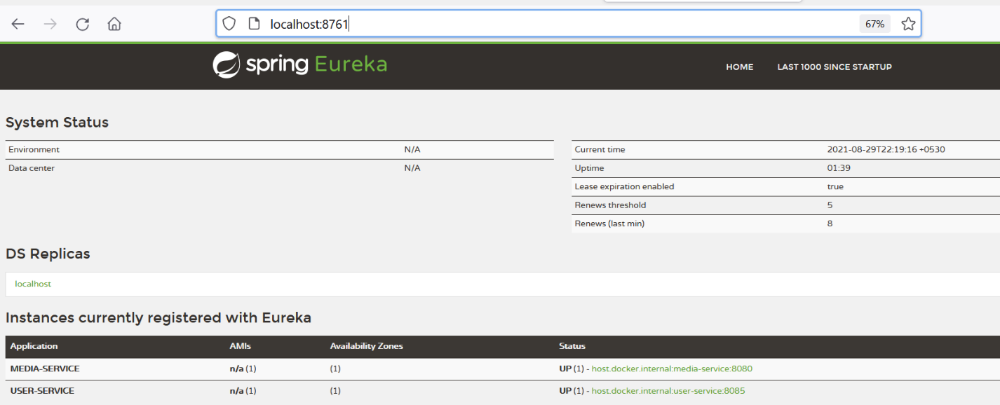 localhost:8761 67%
spring Eureka HOME LAST 1000 SINCE STARTUP
System Status
Environment N/A Current time 2021-08-29T22:19:16 +0530
Data center N/A Uptime 01:39
Lease expiration enabled true
Renews threshold 5
Renews (last min) 8
DS Replicas
localhost
Instances currently registered with Eureka
Application AMIs Availability Zones Status
MEDIA-SERVICE n/a (1) (1) UP (1) - host.docker.internal:media-service:8080
USER-SERVICE n/a (1) (1) UP (1) - host.docker.internal:user-service:8085